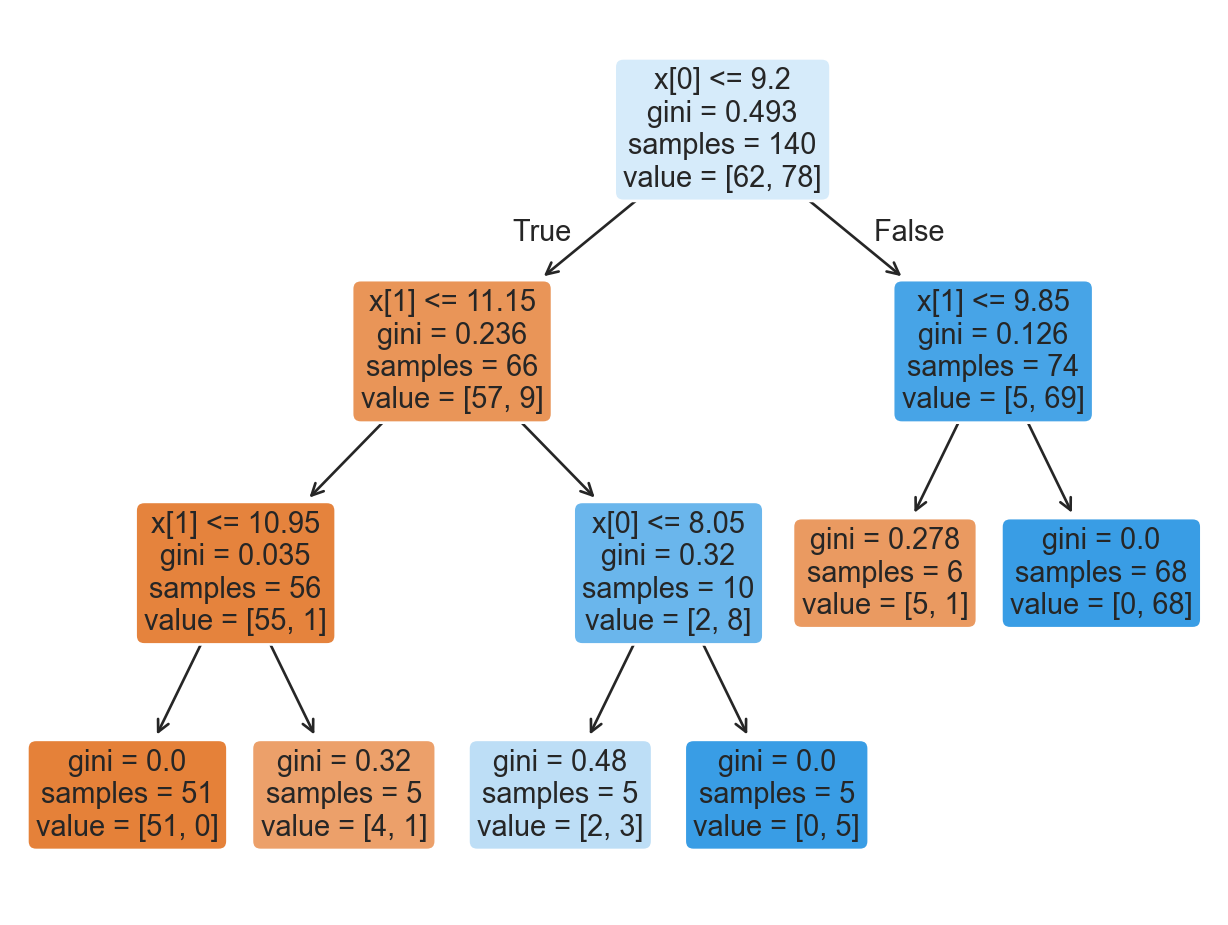 x[0] <= 9.2
gini = 0.493
samples = 140
value = [62, 78]
True
False
x[1] <= 11.15
gini = 0.236
samples = 66
value = [57, 9]
x[1] <= 9.85
gini = 0.126
samples = 74
value = [5, 69]
x[1] <= 10.95
gini = 0.035
samples = 56
value = [55, 1]
x[0] <= 8.05
gini = 0.32
samples = 10
value = [2, 8]
gini = 0.278
samples = 6
value = [5, 1]
gini = 0.0
samples = 68
value = [0, 68]
gini = 0.0
samples = 51
value = [51, 0]
gini = 0.32
samples = 5
value = [4, 1]
gini = 0.48
samples = 5
value = [2, 3]
gini = 0.0
samples = 5
value = [0, 5]